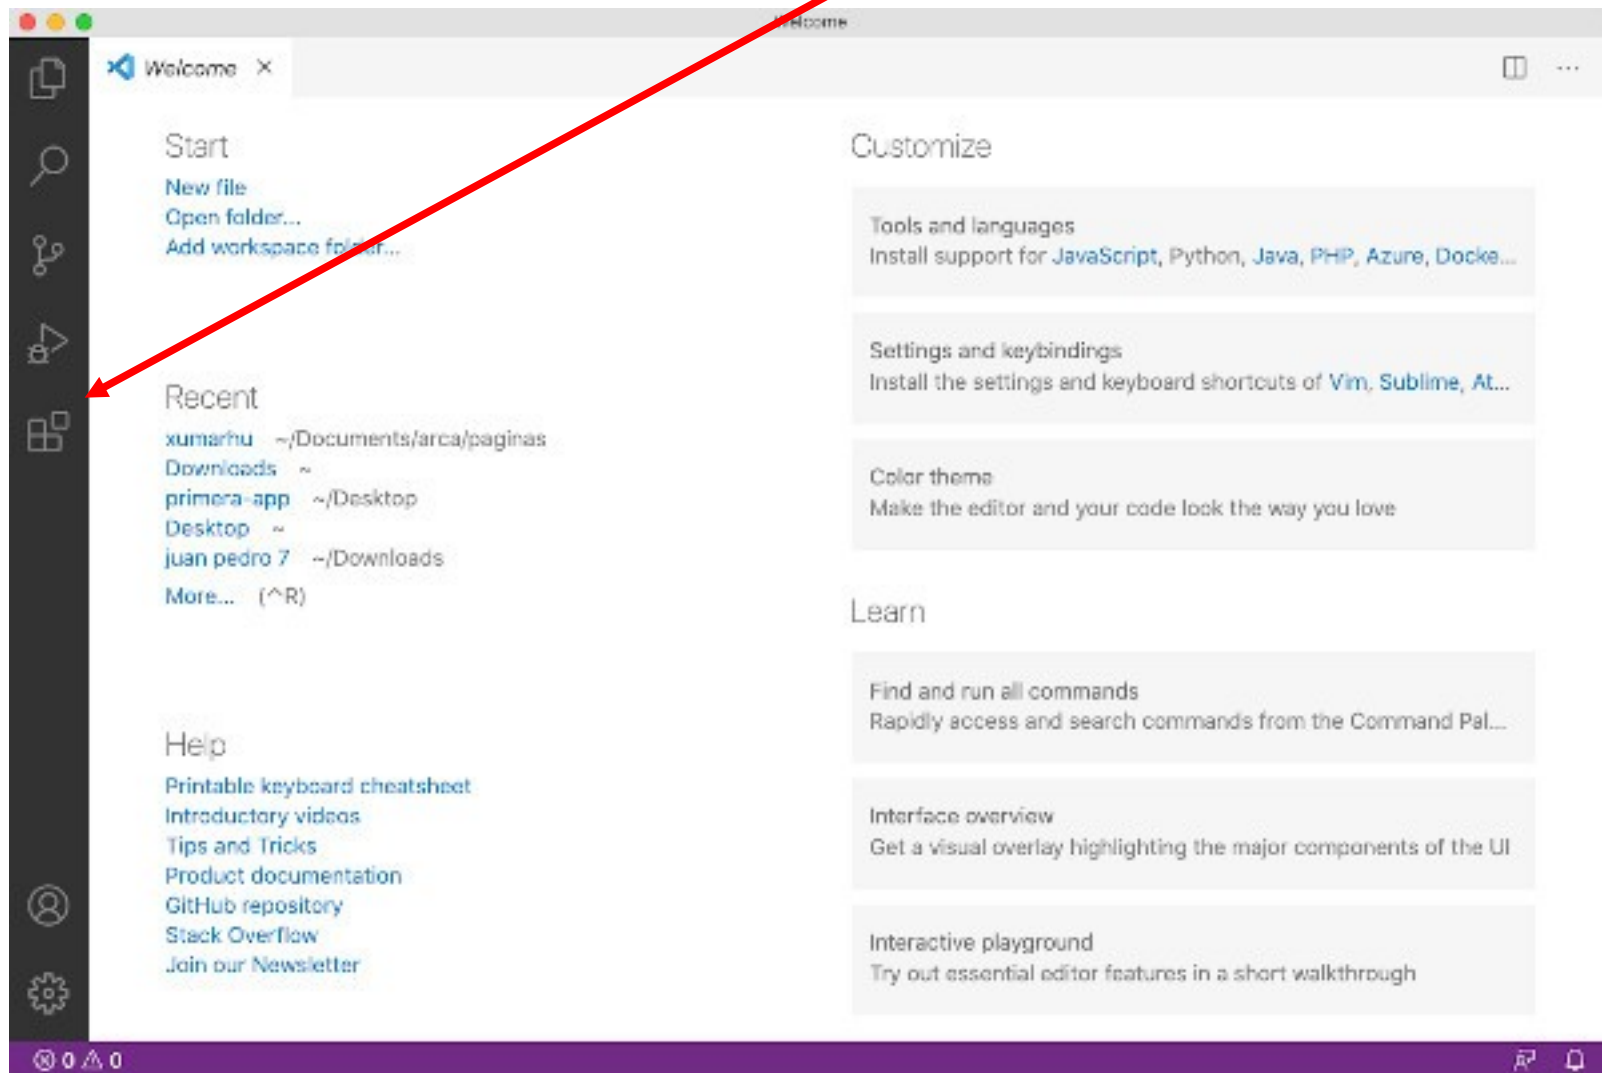 Welcome
Welcome
Start
New file
Open folder...
Add workspace folder...
Recent
xumarhu ~/Documents/arca/paginas
Downloads ~
primera-app ~/Desktop
Desktop ~
juan pedro 7 ~/Downloads
More... (^R)
Help
Printable keyboard cheatsheet
Introductory videos
Tips and Tricks
Product documentation
GitHub repository
Stack Overflow
Join our Newsletter
Customize
Tools and languages
Install support for JavaScript, Python, Java, PHP, Azure, Docke...
Settings and keybindings
Install the settings and keyboard shortcuts of Vim, Sublime, At...
Color theme
Make the editor and your code look the way you love
Learn
Find and run all commands
Rapidly access and search commands from the Command Pal...
Interface overview
Get a visual overlay highlighting the major components of the UI
Interactive playground
Try out essential editor features in a short walkthrough
0 0